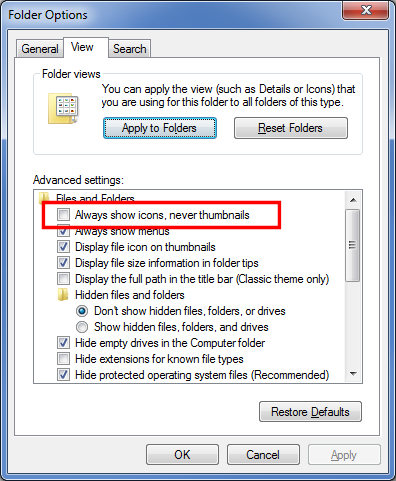 Folder Options
General View Search
Folder views
You can apply the view (such as Details or Icons) that
you are using for this folder to all folders of this type.
Apply to Folders Reset Folders
Advanced settings:
Files and Folders
Always show icons, never thumbnails
Always show menus
Display file icon on thumbnails
Display file size information in folder tips
Display the full path in the title bar (Classic theme only)
Hidden files and folders
Don't show hidden files, folders, or drives
Show hidden files, folders, and drives
Hide empty drives in the Computer folder
Hide extensions for known file types
Hide protected operating system files (Recommended)
Restore Defaults
OK Cancel Apply